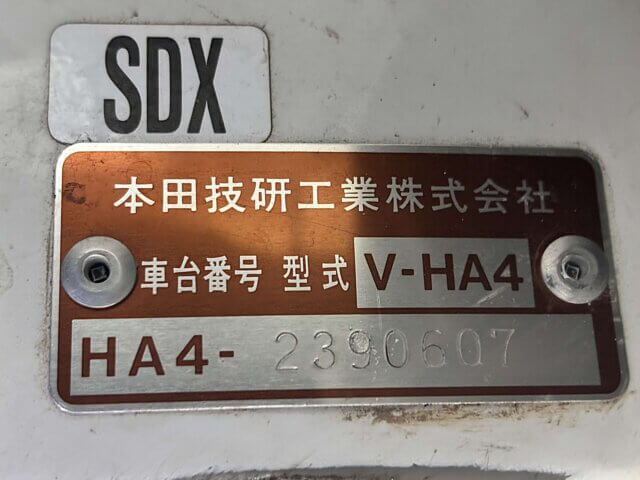 SDX
本田技研工業株式会社
車台番号 型式 V-HA4
HA4-2390607